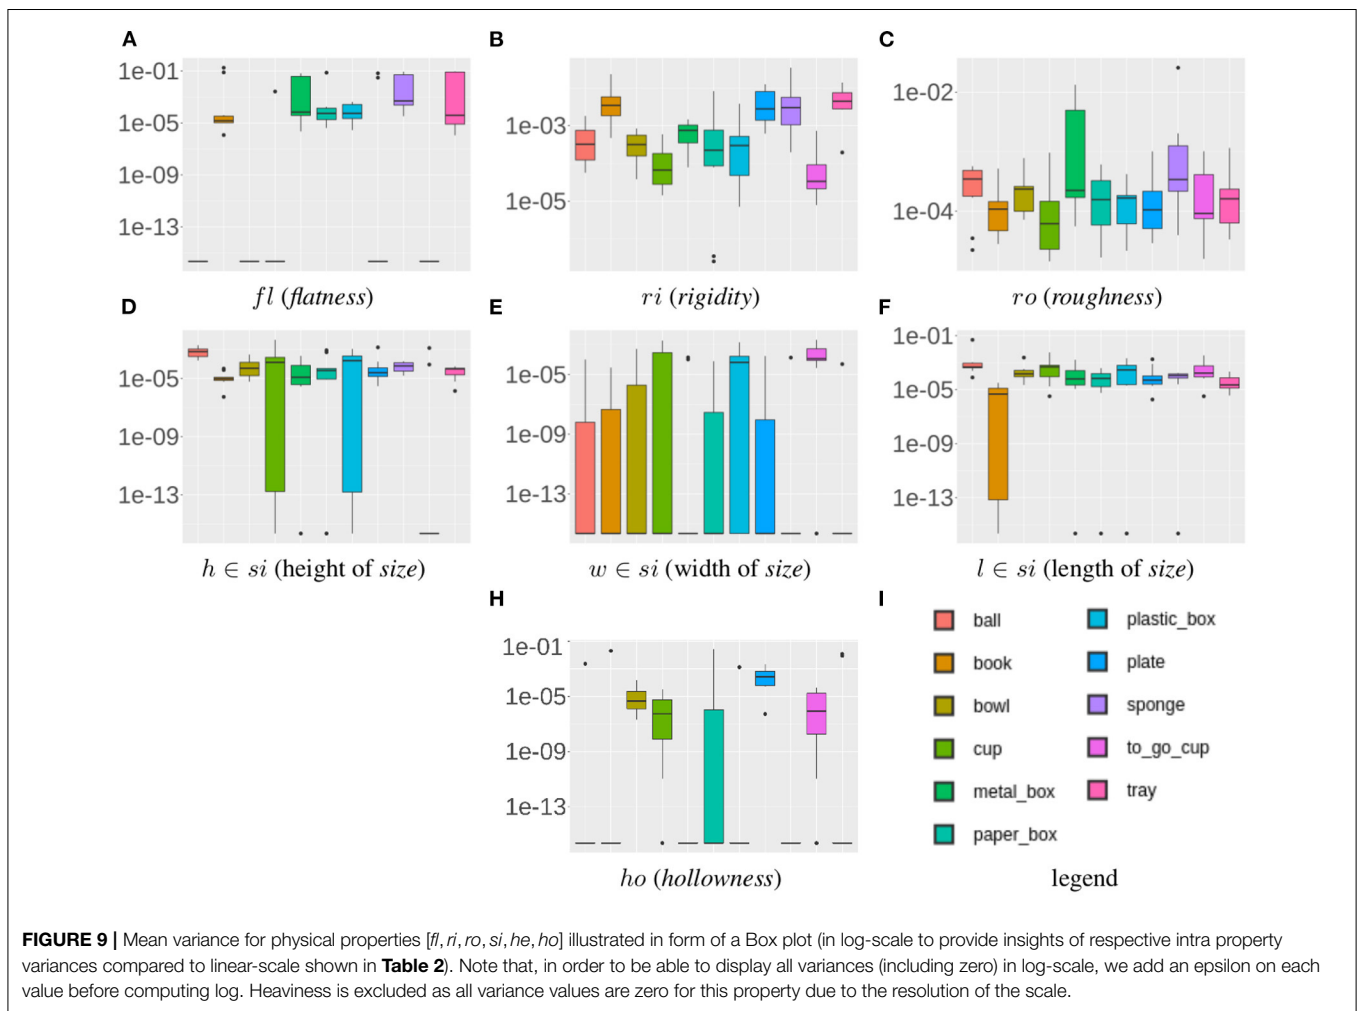 A
1e-01
1e-05
1e-09
1e-13
fl (flatness)
B
1e-03
1e-05
ri (rigidity)
C
1e-02
1e-04
ro (roughness)
D
1e-05
1e-09
1e-13
h ∈ si (height of size)
E
1e-05
1e-09
1e-13
w ∈ si (width of size)
F
1e-01
1e-05
1e-09
1e-13
l ∈ si (length of size)
H
1e-01
1e-05
1e-09
1e-13
ho (hollowness)
I
ball
book
bowl
cup
metal_box
paper_box
plastic_box
plate
sponge
to_go_cup
tray
legend
FIGURE 9 | Mean variance for physical properties [fl, ri, ro, si, he, ho] illustrated in form of a Box plot (in log-scale to provide insights of respective intra property
variances compared to linear-scale shown in Table 2). Note that, in order to be able to display all variances (including zero) in log-scale, we add an epsilon on each
value before computing log. Heaviness is excluded as all variance values are zero for this property due to the resolution of the scale.